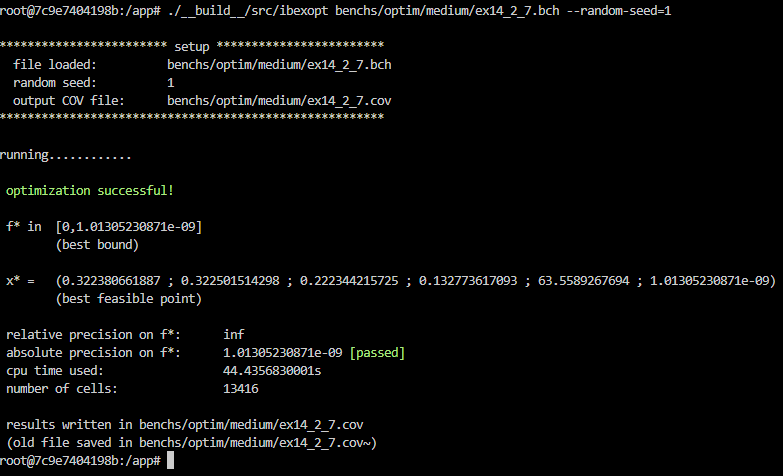 root@7c9e7404198b:/app# ./__build__/src/ibexopt benchs/optim/medium/ex14_2_7.bch --random-seed=1
************************ setup ************************
file loaded: benchs/optim/medium/ex14_2_7.bch
random seed: 1
output COV file: benchs/optim/medium/ex14_2_7.cov
*******************************************************
running............
optimization successful!
f* in [0,1.01305230871e-09]
(best bound)
x* = (0.322380661887 ; 0.322501514298 ; 0.222344215725 ; 0.132773617093 ; 63.5589267694 ; 1.01305230871e-09)
(best feasible point)
relative precision on f*: inf
absolute precision on f*: 1.01305230871e-09 [passed]
cpu time used: 44.4356830001s
number of cells: 13416
results written in benchs/optim/medium/ex14_2_7.cov
(old file saved in benchs/optim/medium/ex14_2_7.cov~)
root@7c9e7404198b:/app#